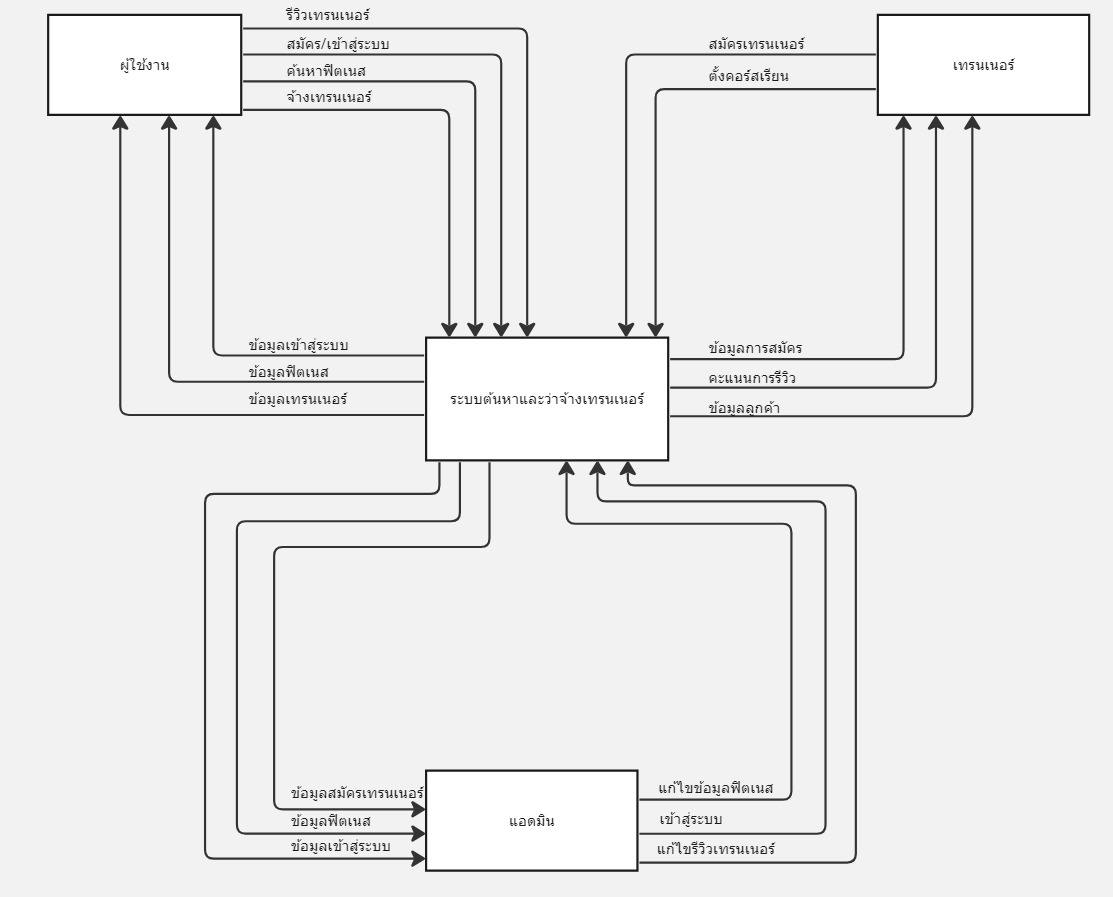 รีวิวเทรนเนอร์
สมัคร/เข้าสู่ระบบ
ค้นหาฟิตเนส
จ้างเทรนเนอร์
ผู้ใช้งาน
สมัครเทรนเนอร์
ตั้งคอร์สเรียน
เทรนเนอร์
ข้อมูลเข้าสู่ระบบ
ข้อมูลฟิตเนส
ข้อมูลเทรนเนอร์
ระบบต้นหาและว่าจ้างเทรนเนอร์
ข้อมูลการสมัคร
คะแนนการรีวิว
ข้อมูลลูกค้า
ข้อมูลสมัครเทรนเนอร์
ข้อมูลฟิตเนส
ข้อมูลเข้าสู่ระบบ
แอดมิน
แก้ไขข้อมูลฟิตเนส
เข้าสู่ระบบ
แก้ไขรีวิวเทรนเนอร์